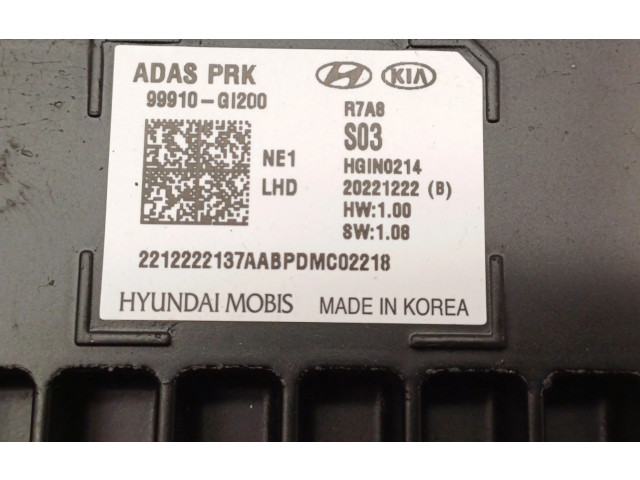 ADAS PRK
KIA
99910-GI200
R7A8
S03
NE1
HGIN0214
LHD
20221222 (B)
HW:1.00
SW:1.08
2212222137AABPDMC02218
HYUNDAI MOBIS MADE IN KOREA